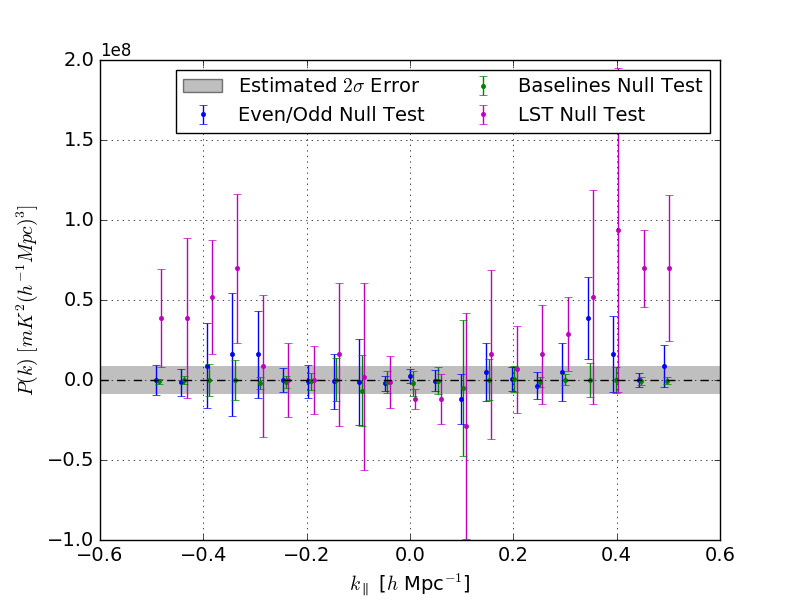 1e8
2.0
1.5
1.0
0.5
0.0
−0.5
−1.0
−0.6 −0.4 −0.2 0.0 0.2 0.4 0.6
Estimated 2σ Error
Even/Odd Null Test
Baselines Null Test
LST Null Test
P(k) [mK² (h⁻¹Mpc)³]
k∥ [h Mpc⁻¹]